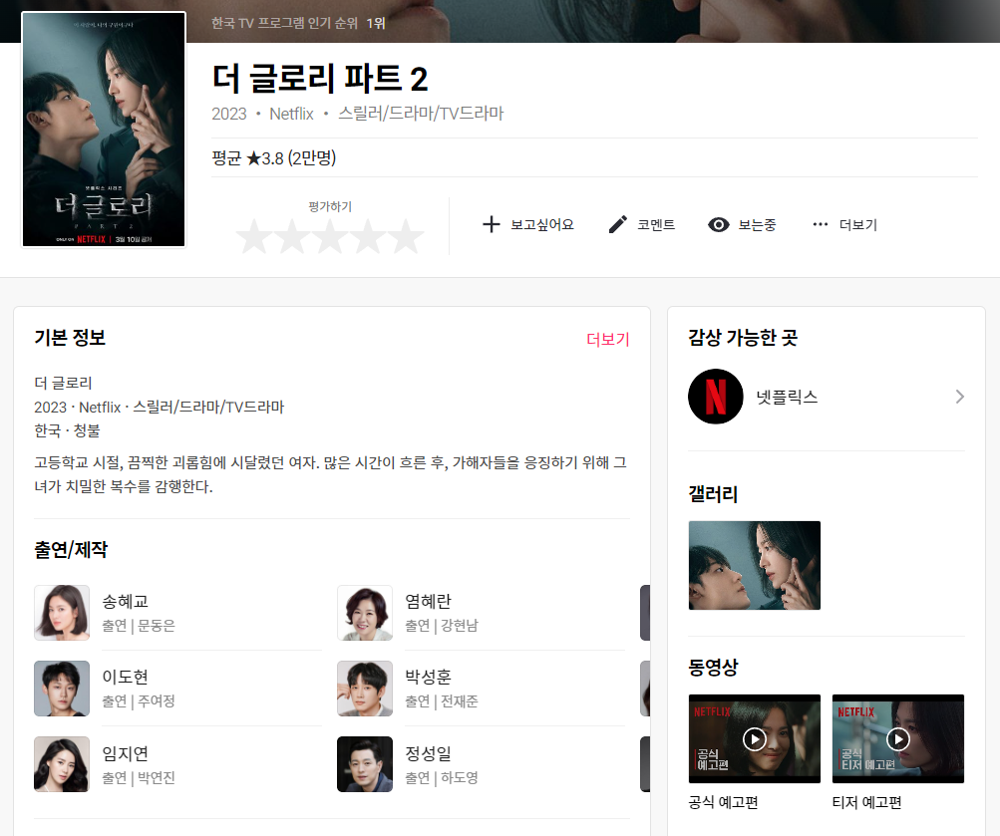 한국 TV 프로그램 인기 순위 1위
넷플릭스 시리즈
더 글로리
PART 2
ONLY ON NETFLIX | 3월 10일 공개
더 글로리 파트 2
2023 • Netflix • 스릴러/드라마/TV드라마
평균 ★3.8 (2만명)
평가하기
보고싶어요
코멘트
보는중
더보기
기본 정보
더보기
더 글로리
2023 · Netflix · 스릴러/드라마/TV드라마
한국 · 청불
고등학교 시절, 끔찍한 괴롭힘에 시달렸던 여자. 많은 시간이 흐른 후, 가해자들을 응징하기 위해 그
녀가 치밀한 복수를 감행한다.
출연/제작
송혜교
출연 | 문동은
염혜란
출연 | 강현남
이도현
출연 | 주여정
박성훈
출연 | 전재준
임지연
출연 | 박연진
정성일
출연 | 하도영
감상 가능한 곳
N
넷플릭스
갤러리
동영상
NETFLIX
공식
예고편
NETFLIX
공식
티저 예고편
공식 예고편
티저 예고편